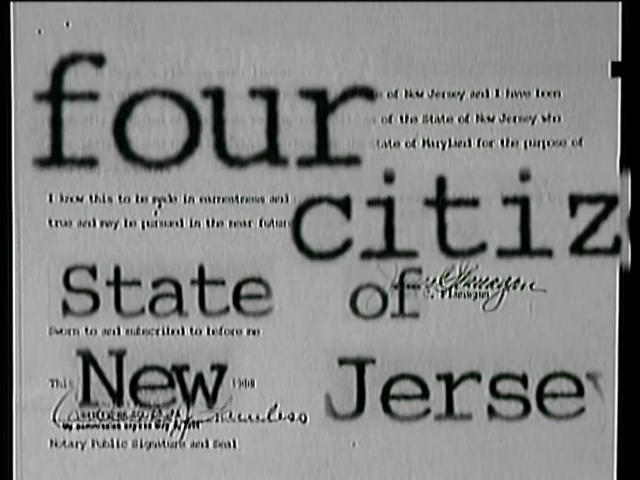 four
of New Jersey and I have been
of the State of New Jersey who
tate of Maryland for the purpose of
I know this to be made in earnestness and
true and may be pursued in the near futur
citiz
State of
Flanagan
Sworn to and subscribed to before me
New Jerse
This 1968
Notary Public Signature and Seal